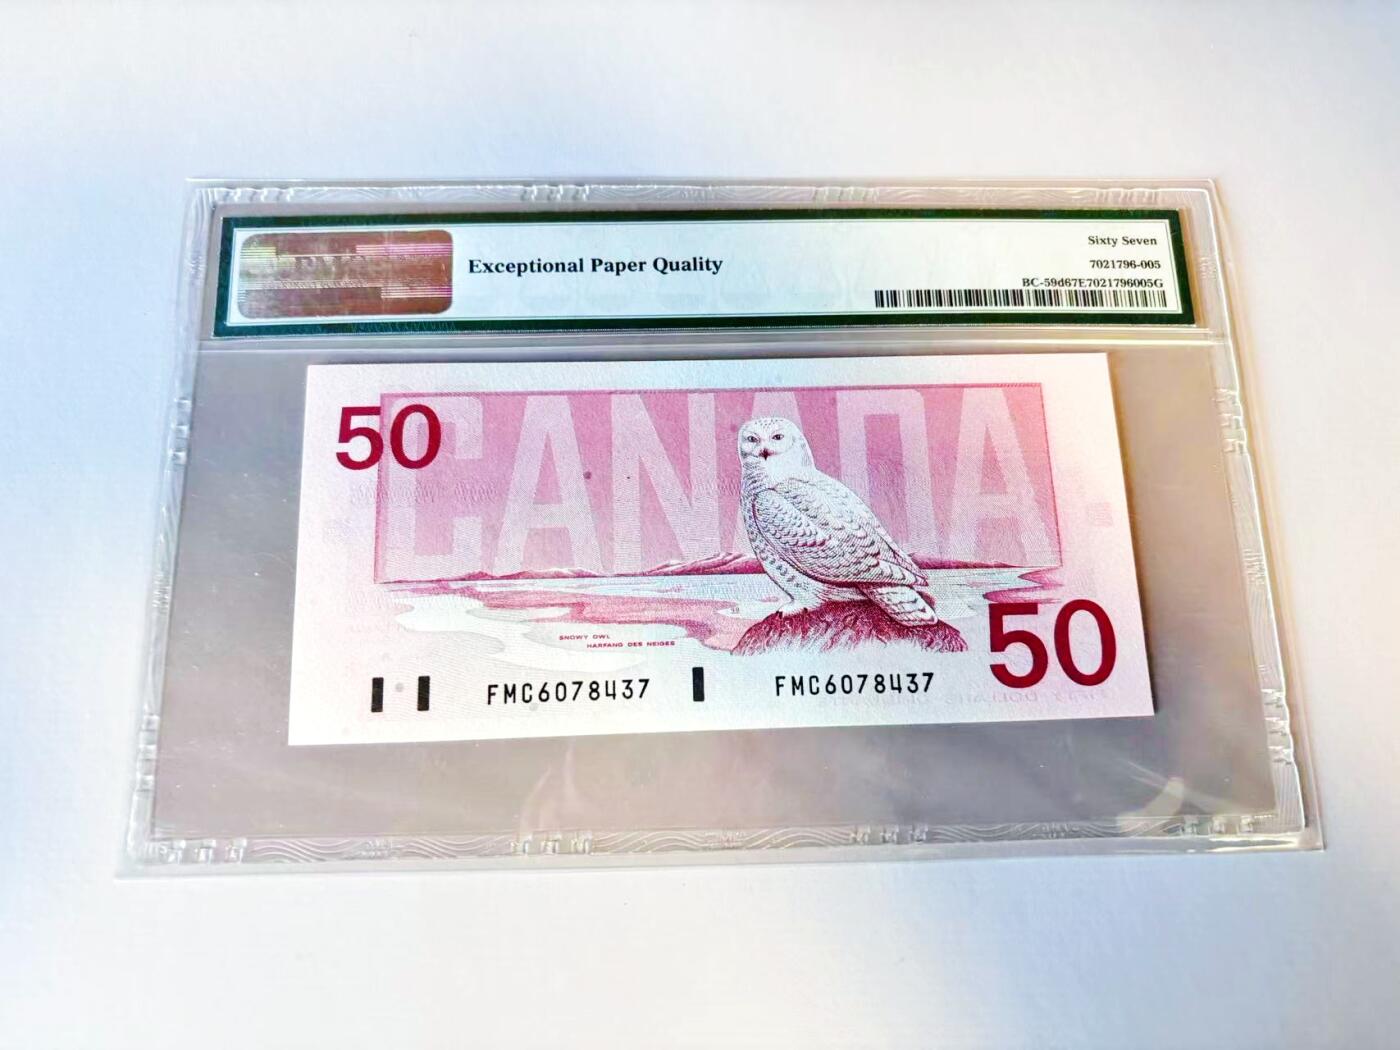 Exceptional Paper Quality
Sixty Seven
7021796-005
BC-59d67E7021796005G
50
CANADA
SNOWY OWL
HARFANG DES NEIGES
50
FMC6078437
FMC6078437